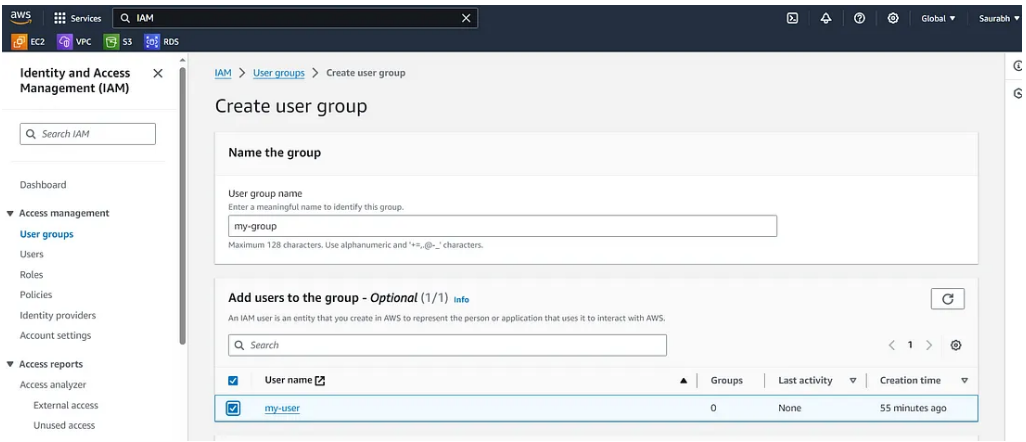 aws Services IAM Global Saurabh
EC2 VPC S3 RDS
Identity and Access Management (IAM)
Search IAM
Dashboard
Access management
User groups
Users
Roles
Policies
Identity providers
Account settings
Access reports
Access analyzer
External access
Unused access
IAM > User groups > Create user group
Create user group
Name the group
User group name
Enter a meaningful name to identify this group.
my-group
Maximum 128 characters. Use alphanumeric and '+=,.@-_' characters.
Add users to the group - Optional (1/1) Info
An IAM user is an entity that you create in AWS to represent the person or application that uses it to interact with AWS.
Search
1
User name Groups Last activity Creation time
my-user 0 None 55 minutes ago